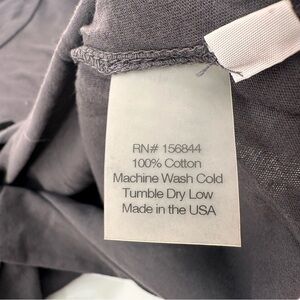 RN# 156844
100% Cotton
Machine Wash Cold
Tumble Dry Low
Made in the USA